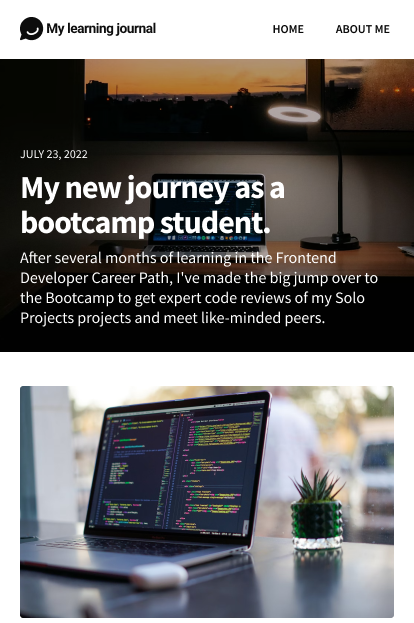 My learning journal
HOME
ABOUT ME
JULY 23, 2022
My new journey as a
bootcamp student.
After several months of learning in the Frontend
Developer Career Path, I've made the big jump over to
the Bootcamp to get expert code reviews of my Solo
Projects projects and meet like-minded peers.